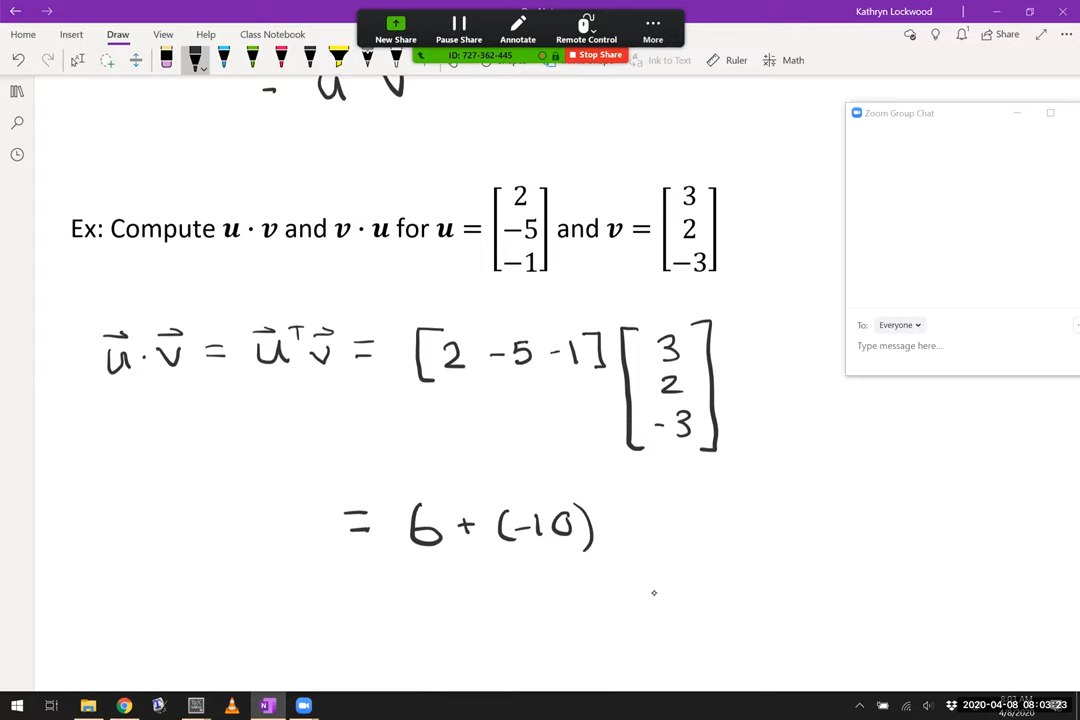 Kathryn Lockwood
New Share Pause Share Annotate Remote Control More
Home Insert Draw View Help Class Notebook
ID: 727-362-445 Stop Share
Share
Ink to Text Ruler Math
= u v
Zoom Group Chat
Ex: Compute u · v and v · u for u = [2 −5 −1] and v = [3 2 −3]
u⃗ · v⃗ = u⃗ᵀ v⃗ = [2 -5 -1] [3 2 -3]
To: Everyone
Type message here...
= 6 + (-10)
2020-04-08 08:03:23
4/8/2020